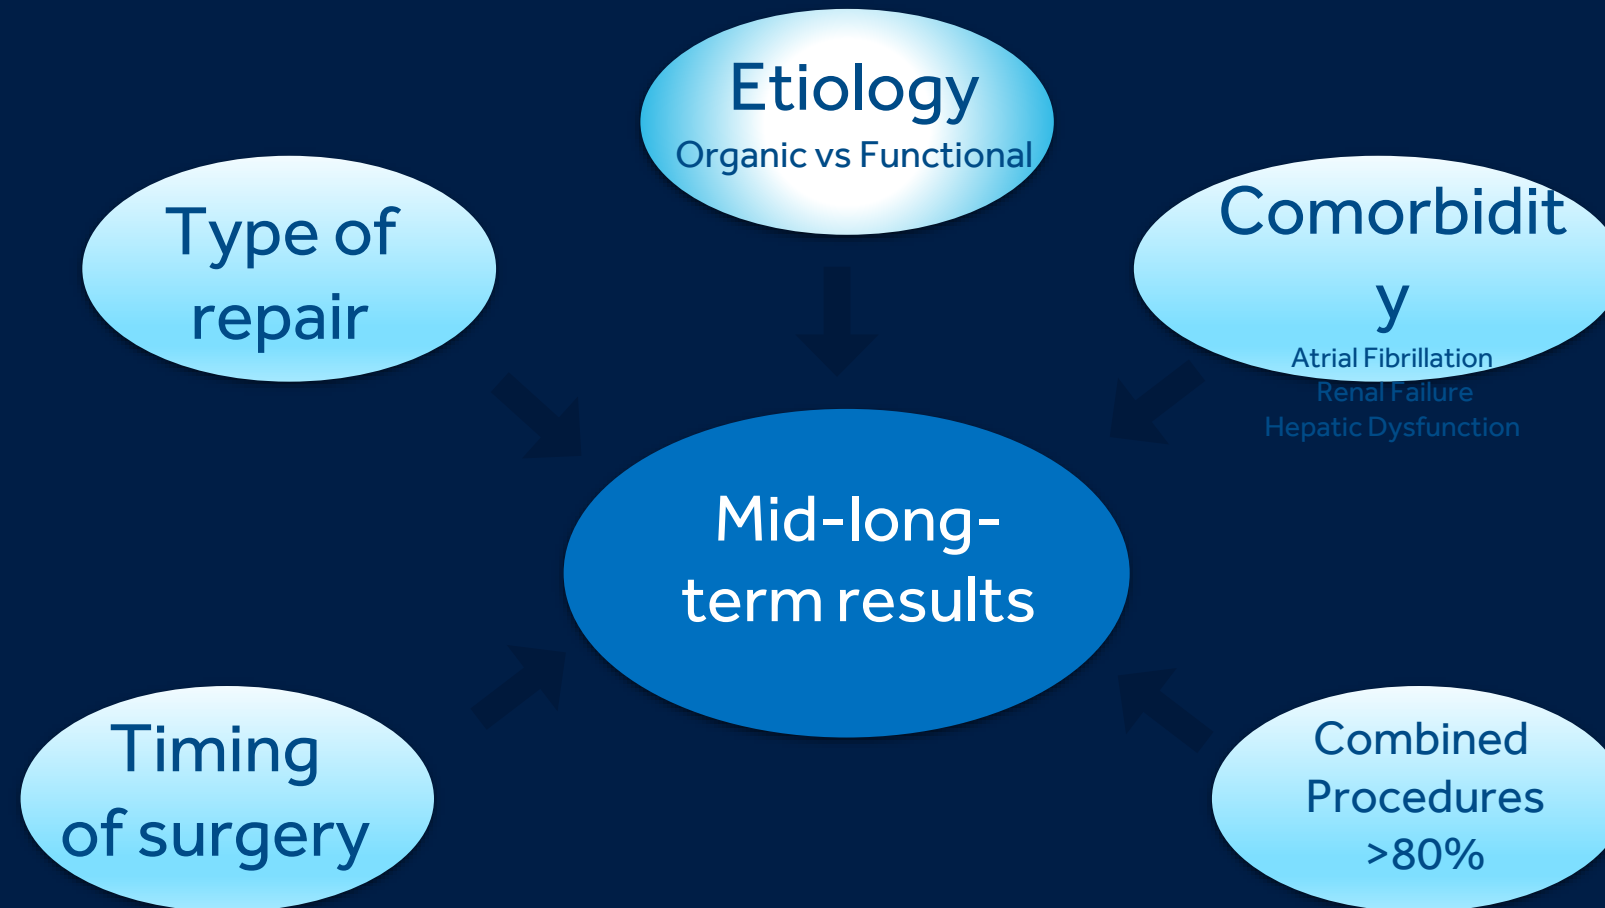 Etiology
Organic vs Functional
Type of
repair
Comorbidit
y
Atrial Fibrillation
Renal Failure
Hepatic Dysfunction
Mid-long-
term results
Timing
of surgery
Combined
Procedures
>80%